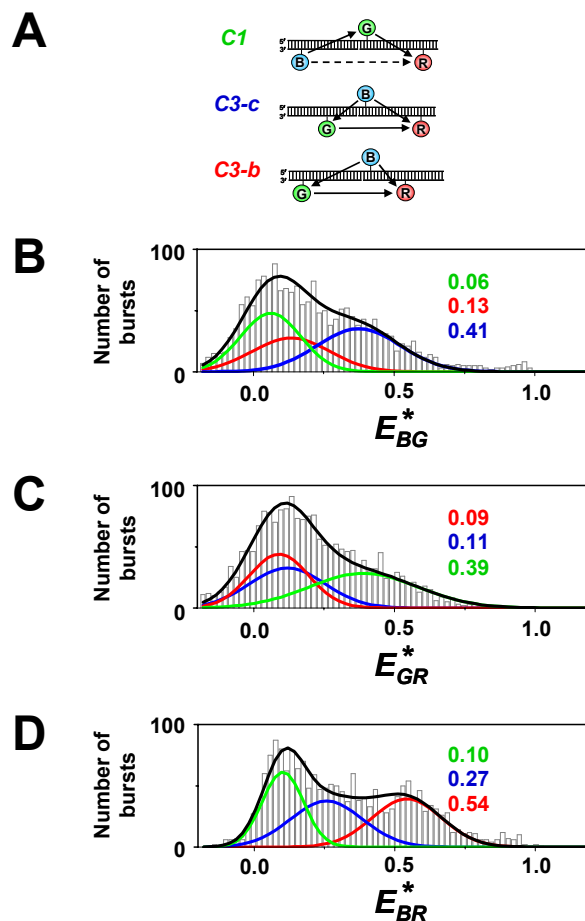 A
C1
G
5'
3'
B
R
C3-c
B
5'
3'
G
R
C3-b
B
5'
3'
G
R
B
Number of
bursts
100
0
0.06
0.13
0.41
0.0
0.5
1.0
E*BG
C
Number of
bursts
100
0
0.09
0.11
0.39
0.0
0.5
1.0
E*GR
D
Number of
bursts
100
0
0.10
0.27
0.54
0.0
0.5
1.0
E*BR